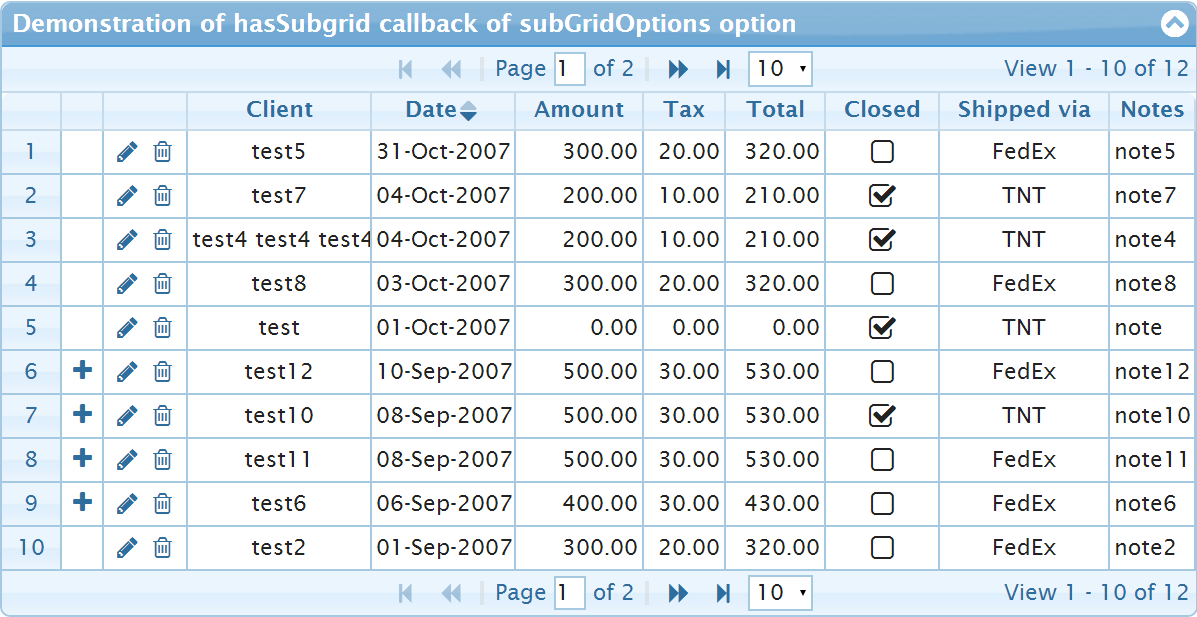 Demonstration of hasSubgrid callback of subGridOptions option
Page 1 of 2 10 View 1 - 10 of 12
Client Date Amount Tax Total Closed Shipped via Notes
1 test5 31-Oct-2007 300.00 20.00 320.00 FedEx note5
2 test7 04-Oct-2007 200.00 10.00 210.00 TNT note7
3 test4 test4 test4 04-Oct-2007 200.00 10.00 210.00 TNT note4
4 test8 03-Oct-2007 300.00 20.00 320.00 FedEx note8
5 test 01-Oct-2007 0.00 0.00 0.00 TNT note
6 test12 10-Sep-2007 500.00 30.00 530.00 FedEx note12
7 test10 08-Sep-2007 500.00 30.00 530.00 TNT note10
8 test11 08-Sep-2007 500.00 30.00 530.00 FedEx note11
9 test6 06-Sep-2007 400.00 30.00 430.00 FedEx note6
10 test2 01-Sep-2007 300.00 20.00 320.00 FedEx note2
Page 1 of 2 10 View 1 - 10 of 12